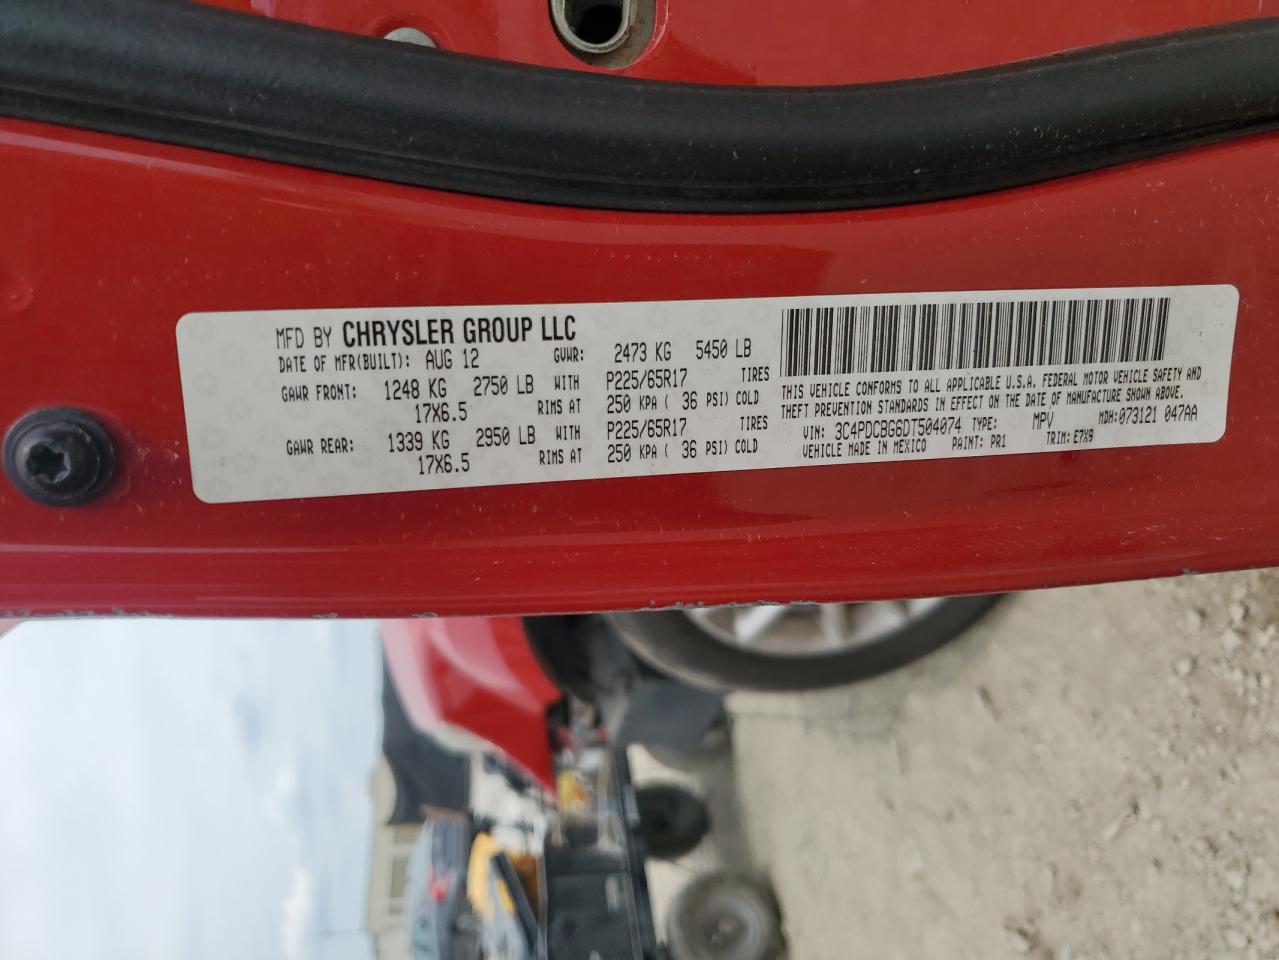 MFD BY CHRYSLER GROUP LLC
DATE OF MFR(BUILT): AUG 12 GVWR: 2473 KG 5450 LB
GAWR FRONT: 1248 KG 2750 LB WITH P225/65R17 TIRES
17X6.5 RIMS AT 250 KPA ( 36 PSI) COLD
GAWR REAR: 1339 KG 2950 LB WITH P225/65R17 TIRES
17X6.5 RIMS AT 250 KPA ( 36 PSI) COLD
THIS VEHICLE CONFORMS TO ALL APPLICABLE U.S.A. FEDERAL MOTOR VEHICLE SAFETY AND
THEFT PREVENTION STANDARDS IN EFFECT ON THE DATE OF MANUFACTURE SHOWN ABOVE.
VIN: 3C4PDCBG6DT504074 TYPE: MPV MDH: 073121 047AA
VEHICLE MADE IN MEXICO PAINT: PR1 TRIM: E7X9